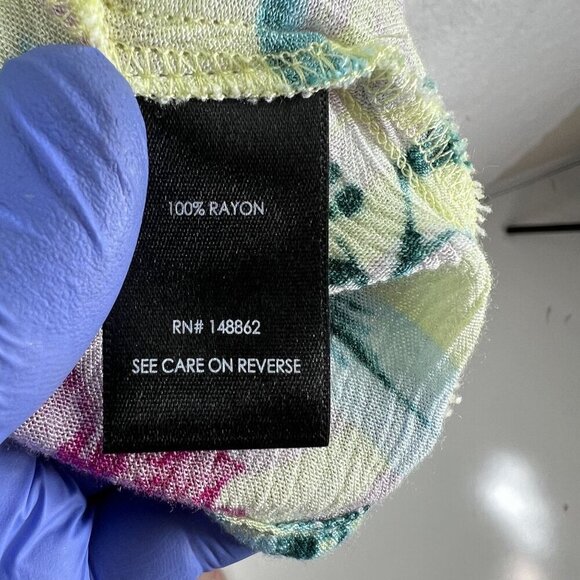 100% RAYON
RN# 148862
SEE CARE ON REVERSE